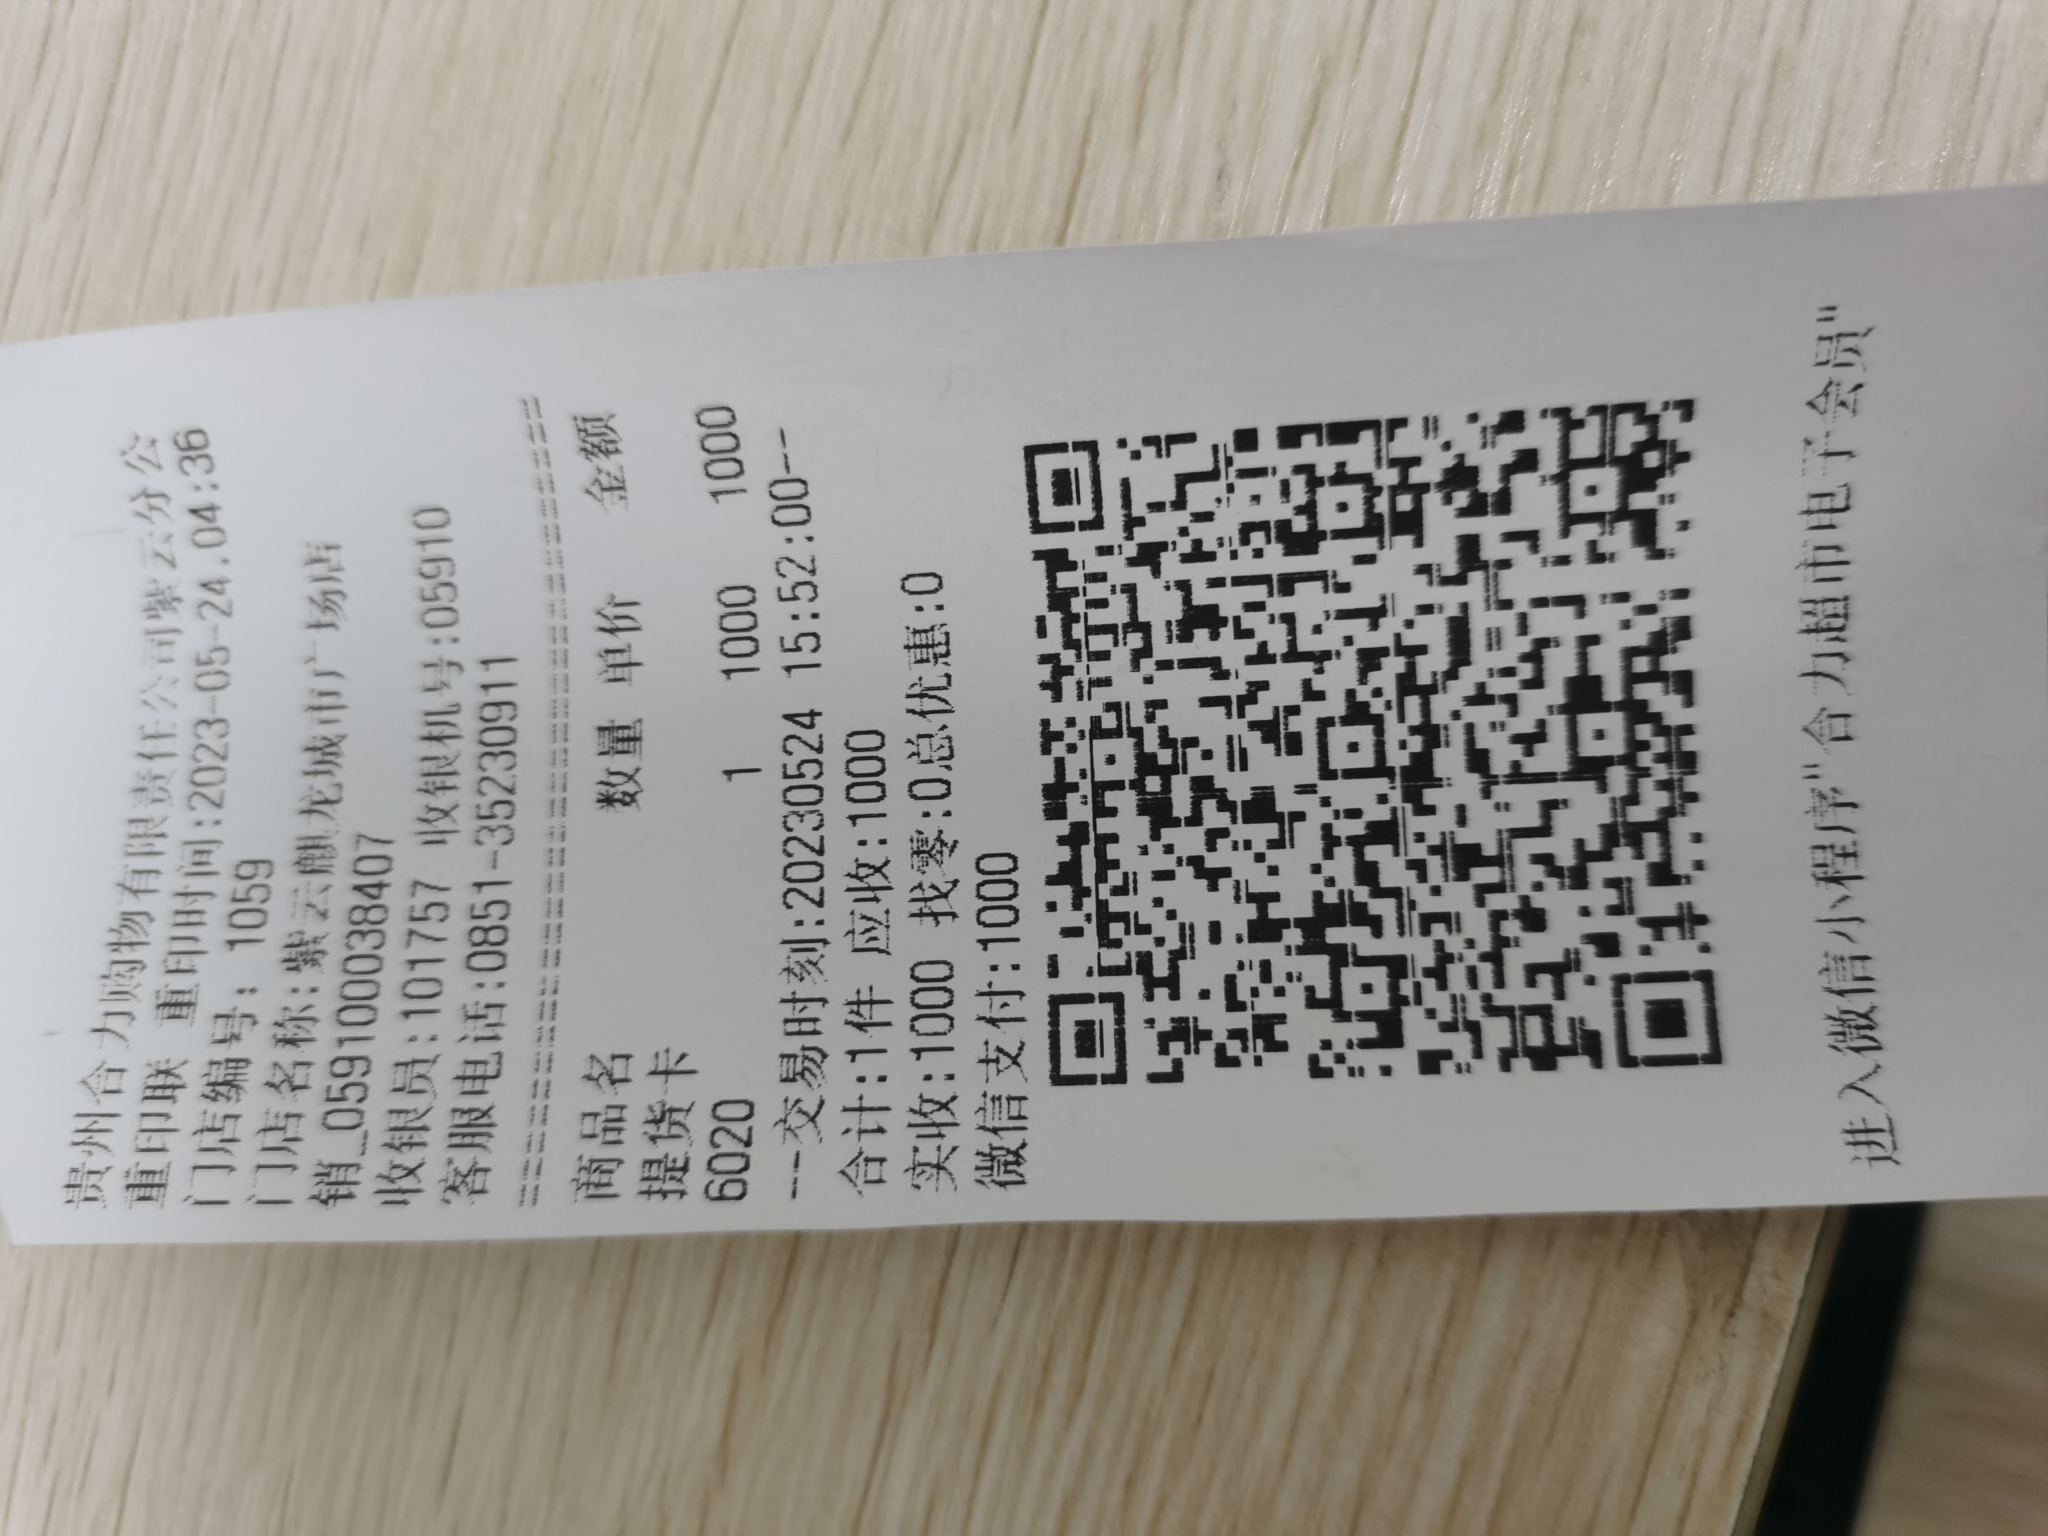 贵州合力购物有限责任公司紫云分公
重印联 重印时间:2023-05-24.04:36
门店编号: 1059
门店名称:紫云麒龙城市广场店
销_0591000038407
收银员:101757 收银机号:05910
客服电话:0851-35230911
==================================
商品名 数量 单价 金额
提货卡
6020 1 1000 1000
--交易时刻:20230524 15:52:00--
合计:1件 应收:1000
实收:1000 找零:0总优惠:0
微信支付:1000
进入微信小程序"合力超市电子会员"